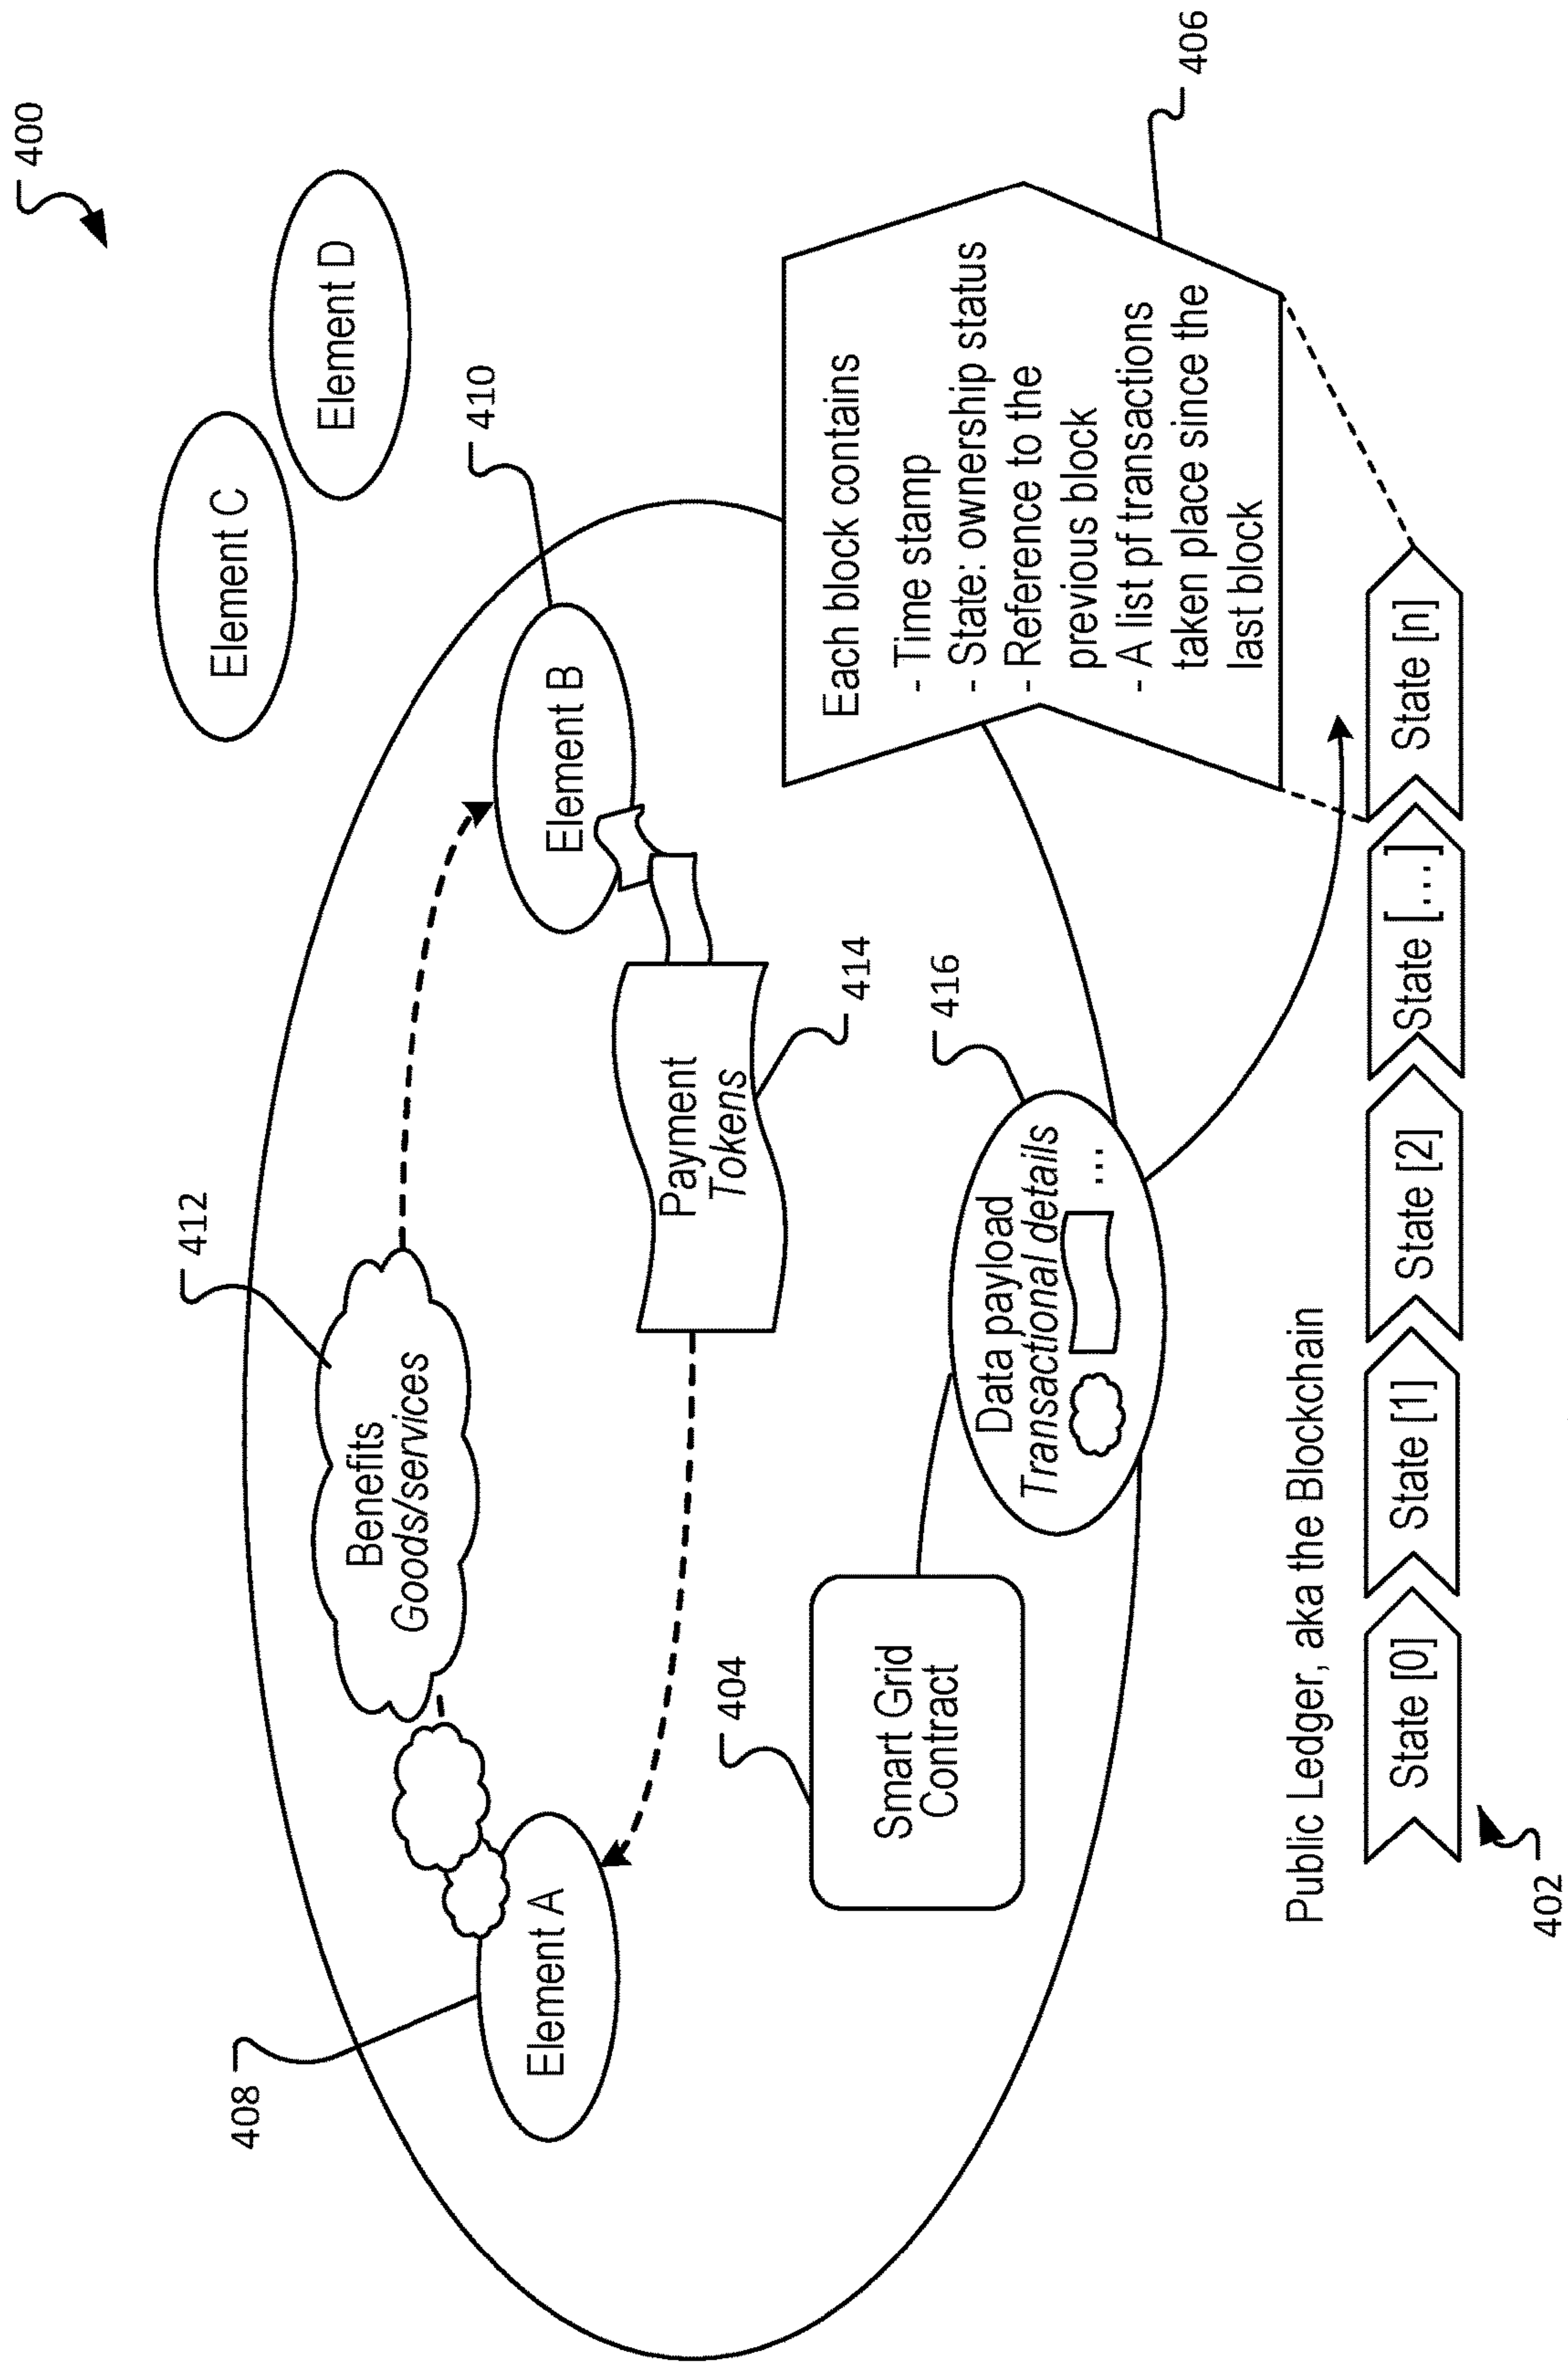 400
Element C
Element D
412
410
408
Benefits
Goods/services
Element A
Element B
Payment
Tokens
414
404
Smart Grid
Contract
416
Data payload
Transactional details
...
Each block contains
- Time stamp
- State: ownership status
- Reference to the
previous block
- A list pf transactions
taken place since the
last block
406
Public Ledger, aka the Blockchain
State [0]
State [1]
State [2]
State [...]
State [n]
402